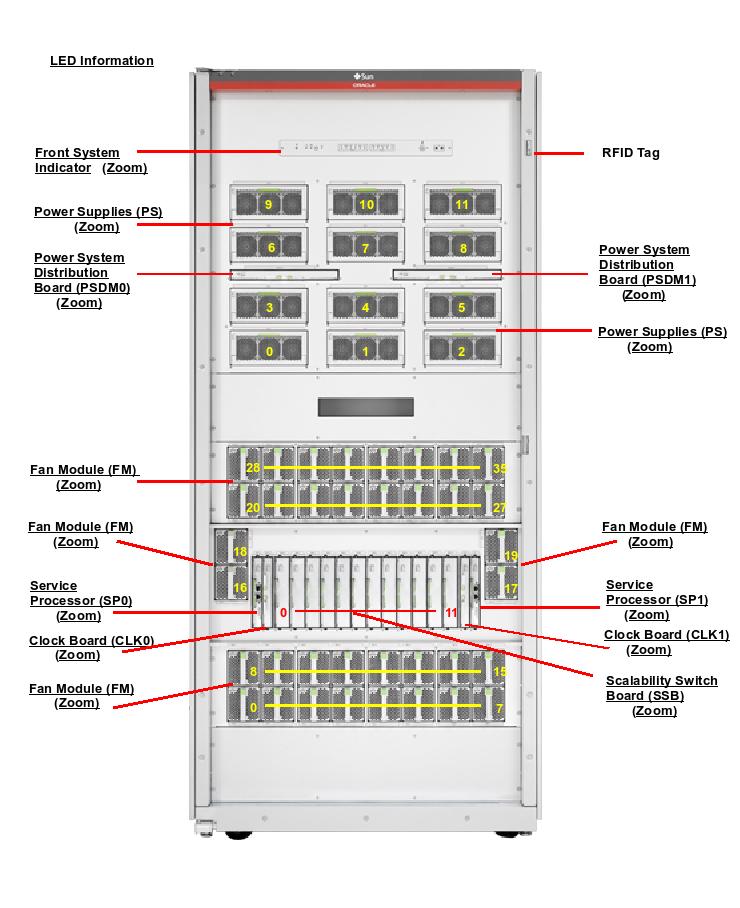 LED Information
Sun
ORACLE
Front System
Indicator (Zoom)
RFID Tag
9 10 11
Power Supplies (PS)
(Zoom)
6 7 8
Power System
Distribution
Board (PSDM0)
(Zoom)
Power System
Distribution
Board (PSDM1)
(Zoom)
3 4 5
Power Supplies (PS)
(Zoom)
0 1 2
Fan Module (FM)
(Zoom)
28 35
20 27
Fan Module (FM)
(Zoom)
Fan Module (FM)
(Zoom)
18 19
16 17
Service
Processor (SP0)
(Zoom)
Service
Processor (SP1)
(Zoom)
0 11
Clock Board (CLK0)
(Zoom)
Clock Board (CLK1)
(Zoom)
8 15
Fan Module (FM)
(Zoom)
Scalability Switch
Board (SSB)
(Zoom)
0 7